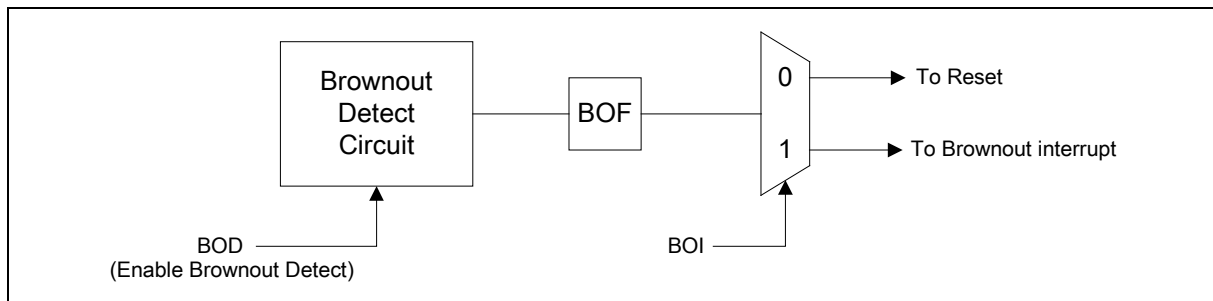 Brownout
Detect
Circuit
BOF
0
1
To Reset
To Brownout interrupt
BOD
(Enable Brownout Detect)
BOI